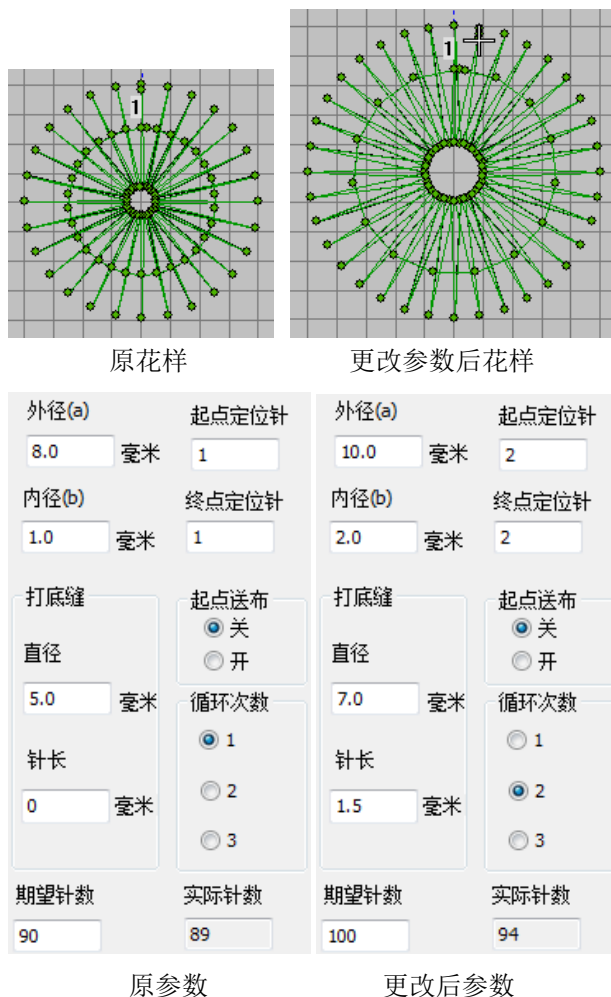 1
1
原花样
更改参数后花样
外径(a)
起点定位针
8.0
毫米
1
内径(b)
终点定位针
1.0
毫米
1
打底缝
起点送布
关
开
直径
5.0
毫米
循环次数
1
针长
2
0
毫米
3
期望针数
实际针数
90
89
外径(a)
起点定位针
10.0
毫米
2
内径(b)
终点定位针
2.0
毫米
2
打底缝
起点送布
关
开
直径
7.0
毫米
循环次数
1
针长
2
1.5
毫米
3
期望针数
实际针数
100
94
原参数
更改后参数